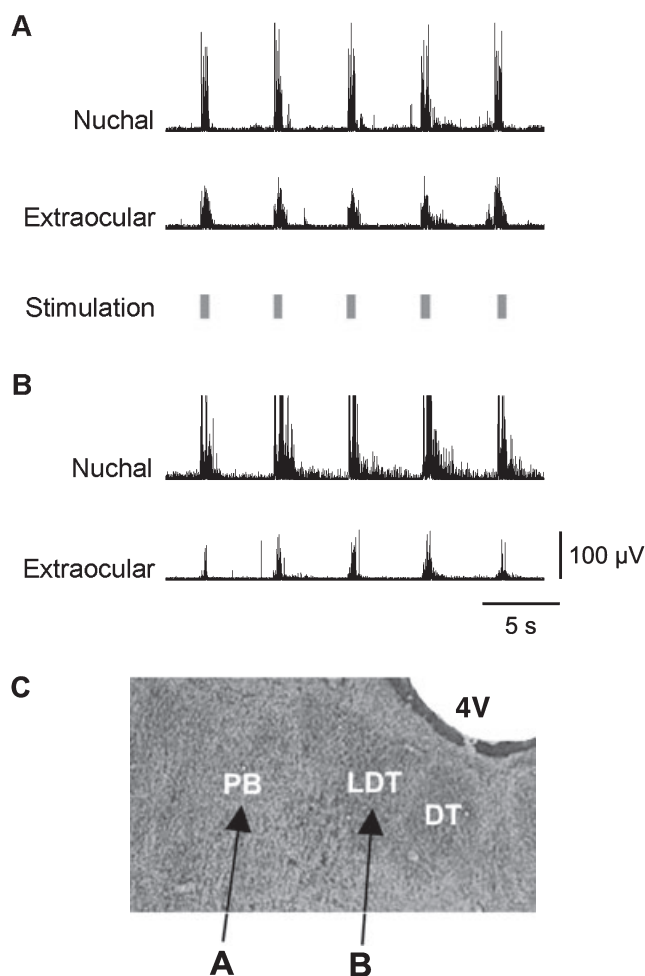 A
Nuchal
Extraocular
Stimulation
B
Nuchal
Extraocular
100 µV
5 s
C
4V
PB LDT
DT
A B